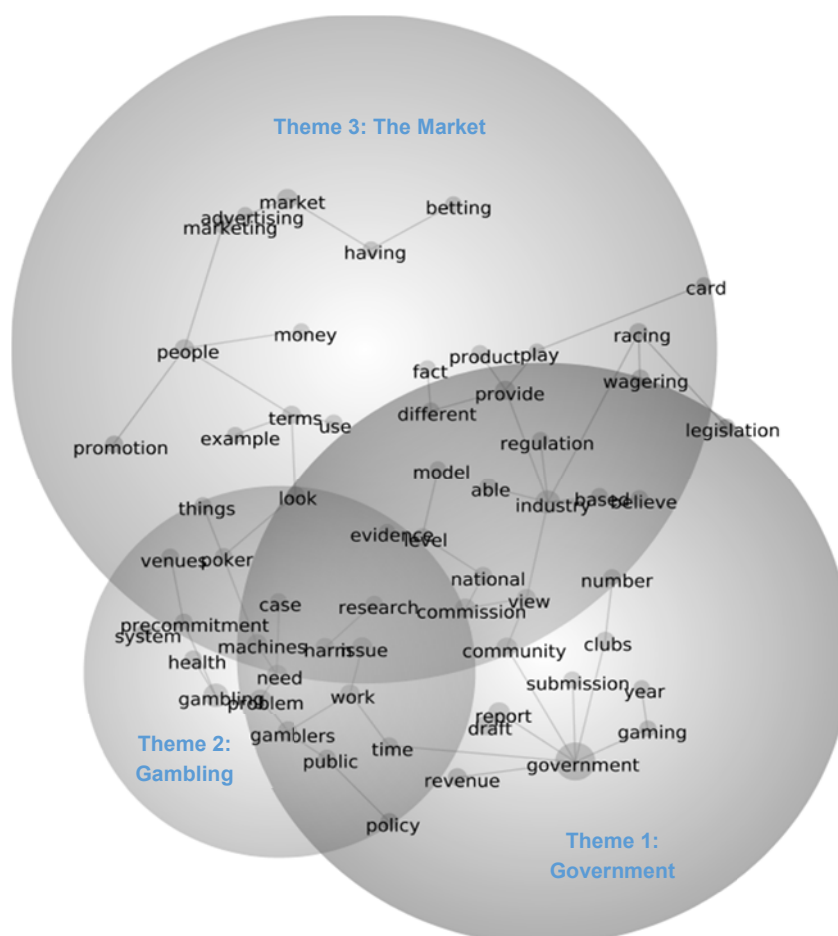 Theme 3: The Market
market
advertising
marketing
betting
having
card
money
racing
people
product
play
fact
wagering
provide
different
terms
use
example
promotion
legislation
regulation
model
able
look
things
industry
based
believe
evidence
level
venues
poker
national
number
case
research
commission
view
precommitment
system
machines
harm
issue
community
clubs
health
need
submission
year
gambling
problem
work
report
draft
gamblers
gaming
Theme 2:
Gambling
time
public
government
revenue
policy
Theme 1:
Government